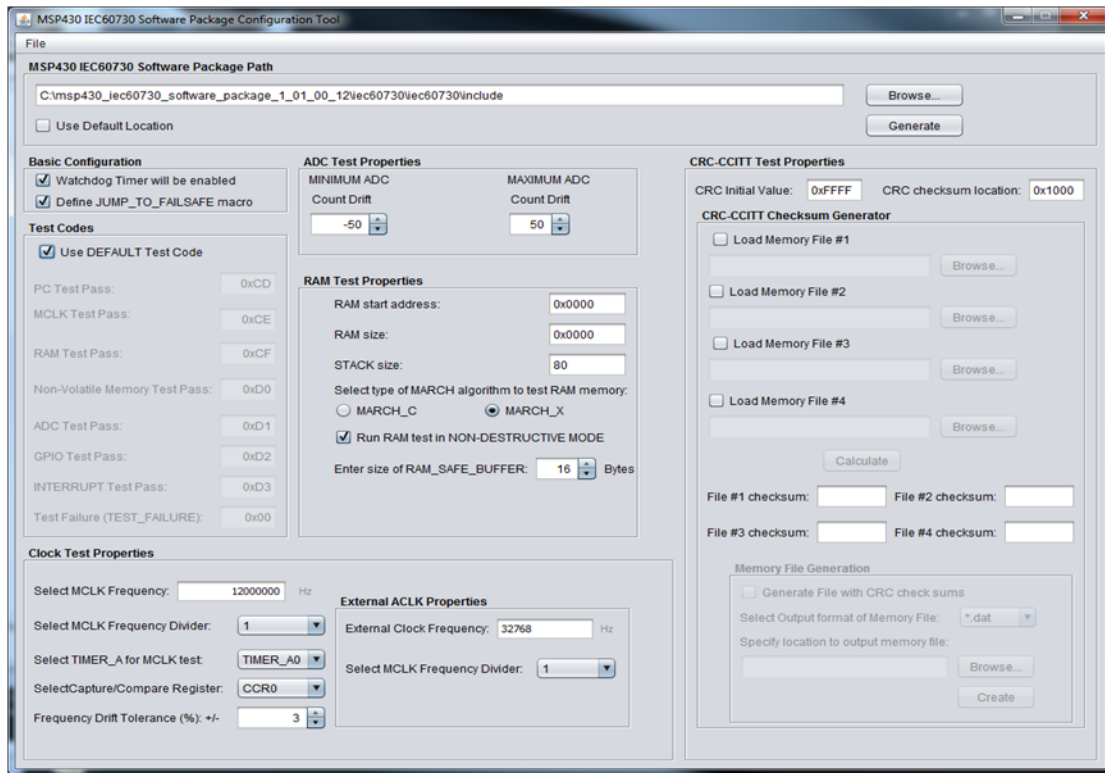 MSP430 IEC60730 Software Package Configuration Tool
File
MSP430 IEC60730 Software Package Path
C:\msp430_iec60730_software_package_1_01_00_12\iec60730\iec60730\include
Browse...
Use Default Location
Generate
Basic Configuration
Watchdog Timer will be enabled
Define JUMP_TO_FAILSAFE macro
Test Codes
Use DEFAULT Test Code
PC Test Pass: 0xCD
MCLK Test Pass: 0xCE
RAM Test Pass: 0xCF
Non-Volatile Memory Test Pass: 0xD0
ADC Test Pass: 0xD1
GPIO Test Pass: 0xD2
INTERRUPT Test Pass: 0xD3
Test Failure (TEST_FAILURE): 0x00
ADC Test Properties
MINIMUM ADC MAXIMUM ADC
Count Drift Count Drift
-50 50
RAM Test Properties
RAM start address: 0x0000
RAM size: 0x0000
STACK size: 80
Select type of MARCH algorithm to test RAM memory:
MARCH_C MARCH_X
Run RAM test in NON-DESTRUCTIVE MODE
Enter size of RAM_SAFE_BUFFER: 16 Bytes
CRC-CCITT Test Properties
CRC Initial Value: 0xFFFF CRC checksum location: 0x1000
CRC-CCITT Checksum Generator
Load Memory File #1
Browse...
Load Memory File #2
Browse...
Load Memory File #3
Browse...
Load Memory File #4
Browse...
Calculate
File #1 checksum: File #2 checksum:
File #3 checksum: File #4 checksum:
Memory File Generation
Generate File with CRC check sums
Select Output format of Memory File: *.dat
Specify location to output memory file:
Browse...
Create
Clock Test Properties
Select MCLK Frequency: 12000000 Hz
Select MCLK Frequency Divider: 1
Select TIMER_A for MCLK test: TIMER_A0
SelectCapture/Compare Register: CCR0
Frequency Drift Tolerance (%): +/- 3
External ACLK Properties
External Clock Frequency: 32768 Hz
Select MCLK Frequency Divider: 1